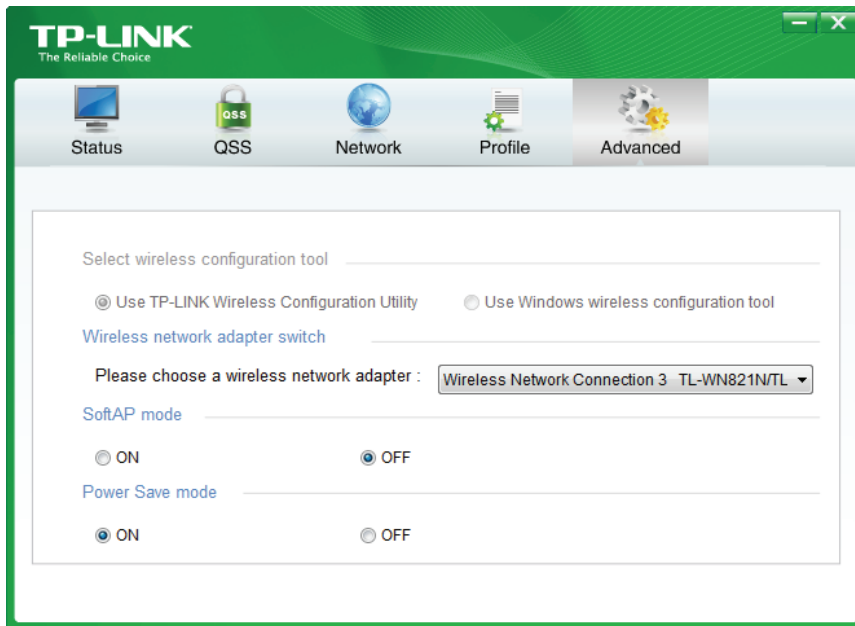 TP-LINK
The Reliable Choice
Status QSS Network Profile Advanced
QSS
Select wireless configuration tool
Use TP-LINK Wireless Configuration Utility Use Windows wireless configuration tool
Wireless network adapter switch
Please choose a wireless network adapter : Wireless Network Connection 3 TL-WN821N/TL
SoftAP mode
ON OFF
Power Save mode
ON OFF